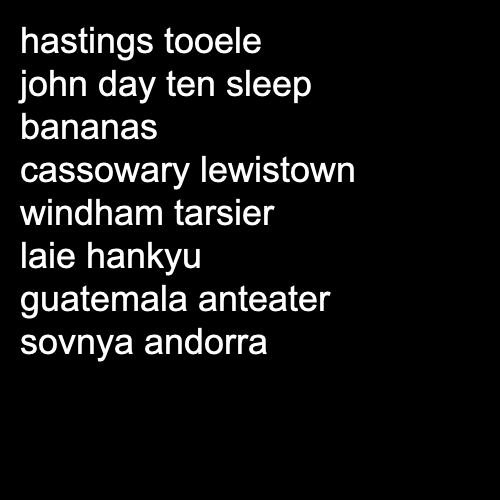 hastings tooele
john day ten sleep
bananas
cassowary lewistown
windham tarsier
laie hankyu
guatemala anteater
sovnya andorra